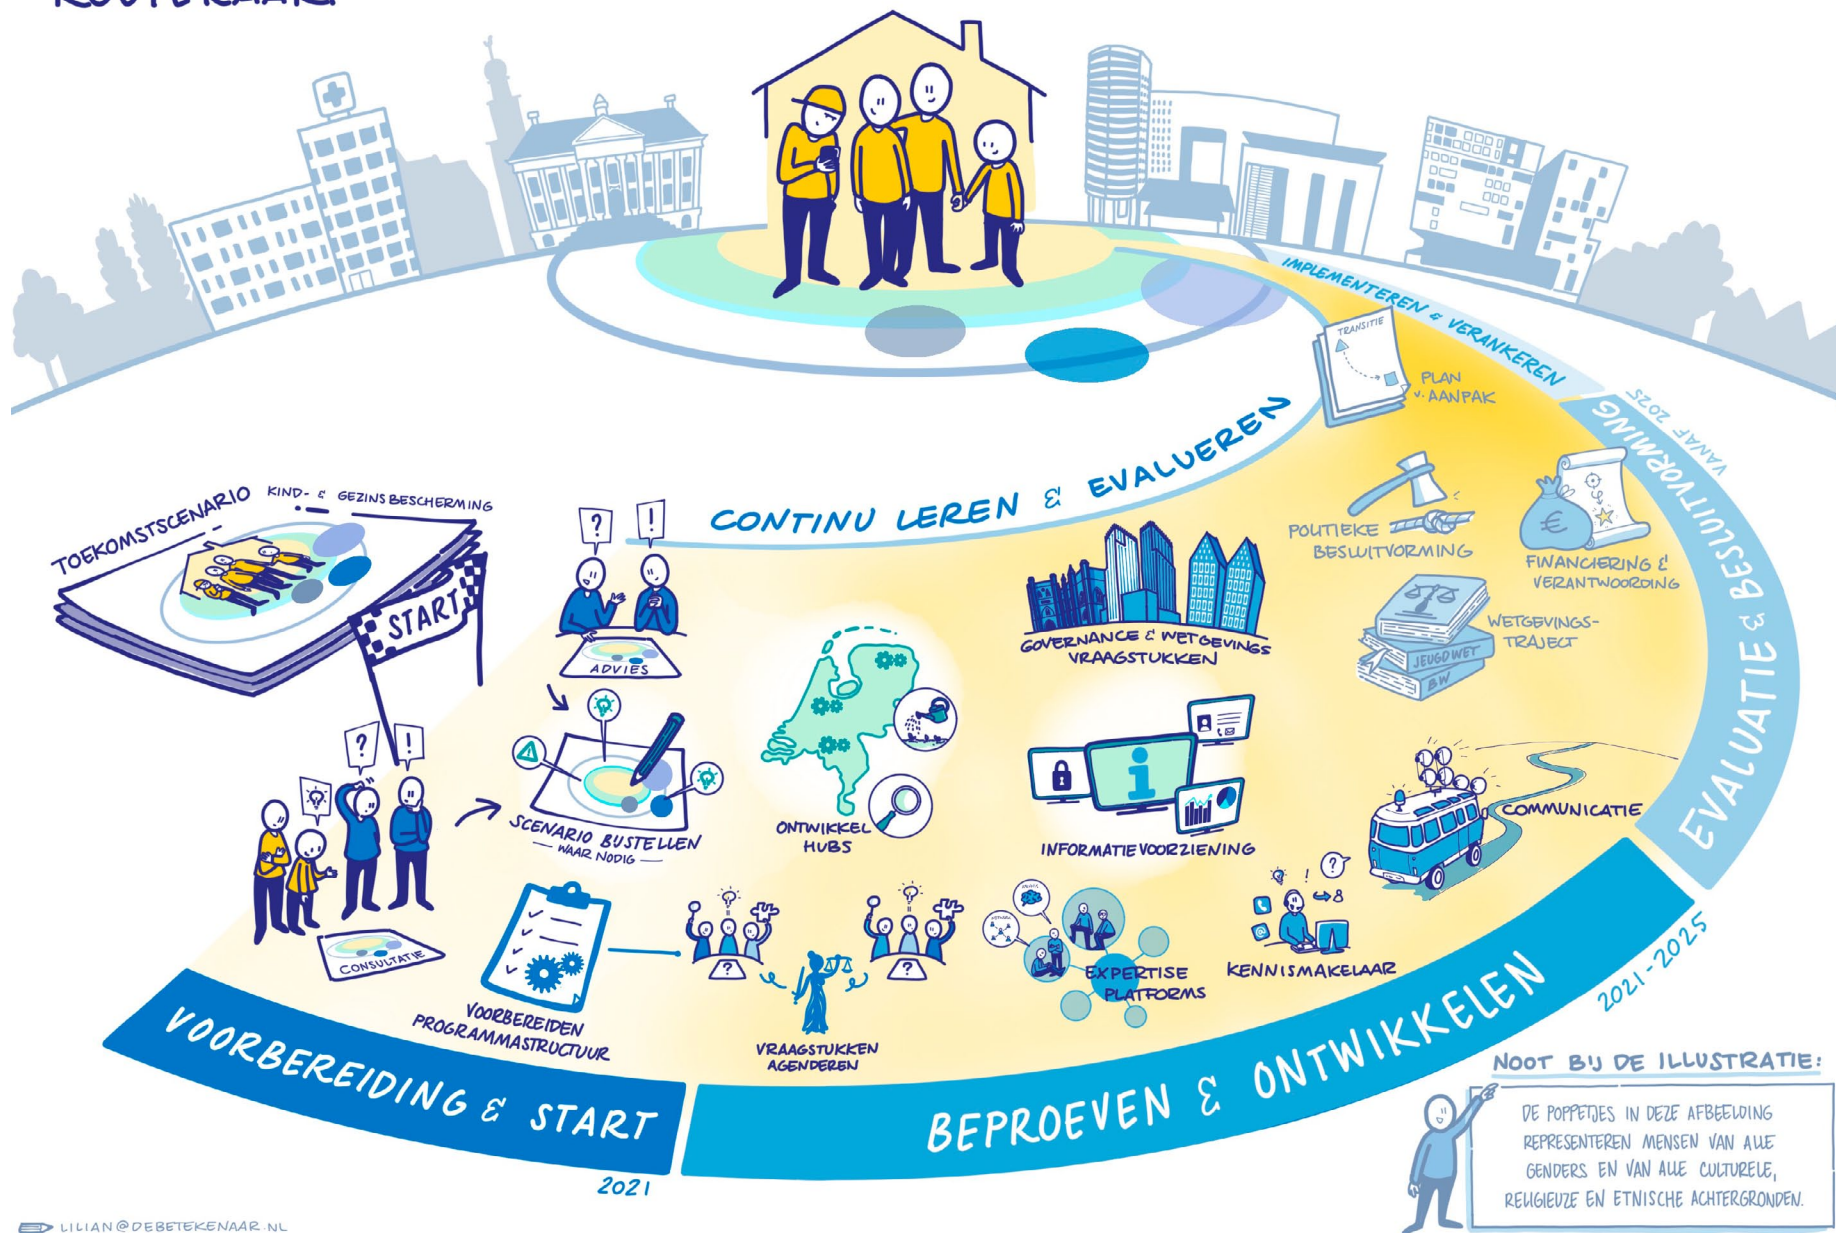 ROUTEKAART
IMPLEMENTEREN & VERANKEREN
VANAF 2025
TRANSITIE
PLAN
V. AANPAK
EVALUATIE & BESLUITVORMING
CONTINU LEREN & EVALUEREN
TOEKOMSTSCENARIO KIND- & GEZINSBESCHERMING
START
?
!
ADVIES
POLITIEKE
BESLUITVORMING
€
FINANCIERING &
VERANTWOORDING
GOVERNANCE & WETGEVINGS
VRAAGSTUKKEN
WETGEVINGS-
TRAJECT
JEUGDWET
BW
?
!
SCENARIO BIJSTELLEN
— WAAR NODIG —
ONTWIKKEL
HUBS
i
INFORMATIEVOORZIENING
COMMUNICATIE
CONSULTATIE
VOORBEREIDEN
PROGRAMMASTRUCTUUR
?
?
VRAAGSTUKKEN
AGENDEREN
EXPERTISE
PLATFORMS
!
?
@
KENNISMAKELAAR
VOORBEREIDING & START
2021
BEPROEVEN & ONTWIKKELEN
2021-2025
NOOT BIJ DE ILLUSTRATIE:
DE POPPETJES IN DEZE AFBEELDING
REPRESENTEREN MENSEN VAN ALLE
GENDERS EN VAN ALLE CULTURELE,
RELIGIEUZE EN ETNISCHE ACHTERGRONDEN.
LILIAN@DEBETEKENAAR.NL